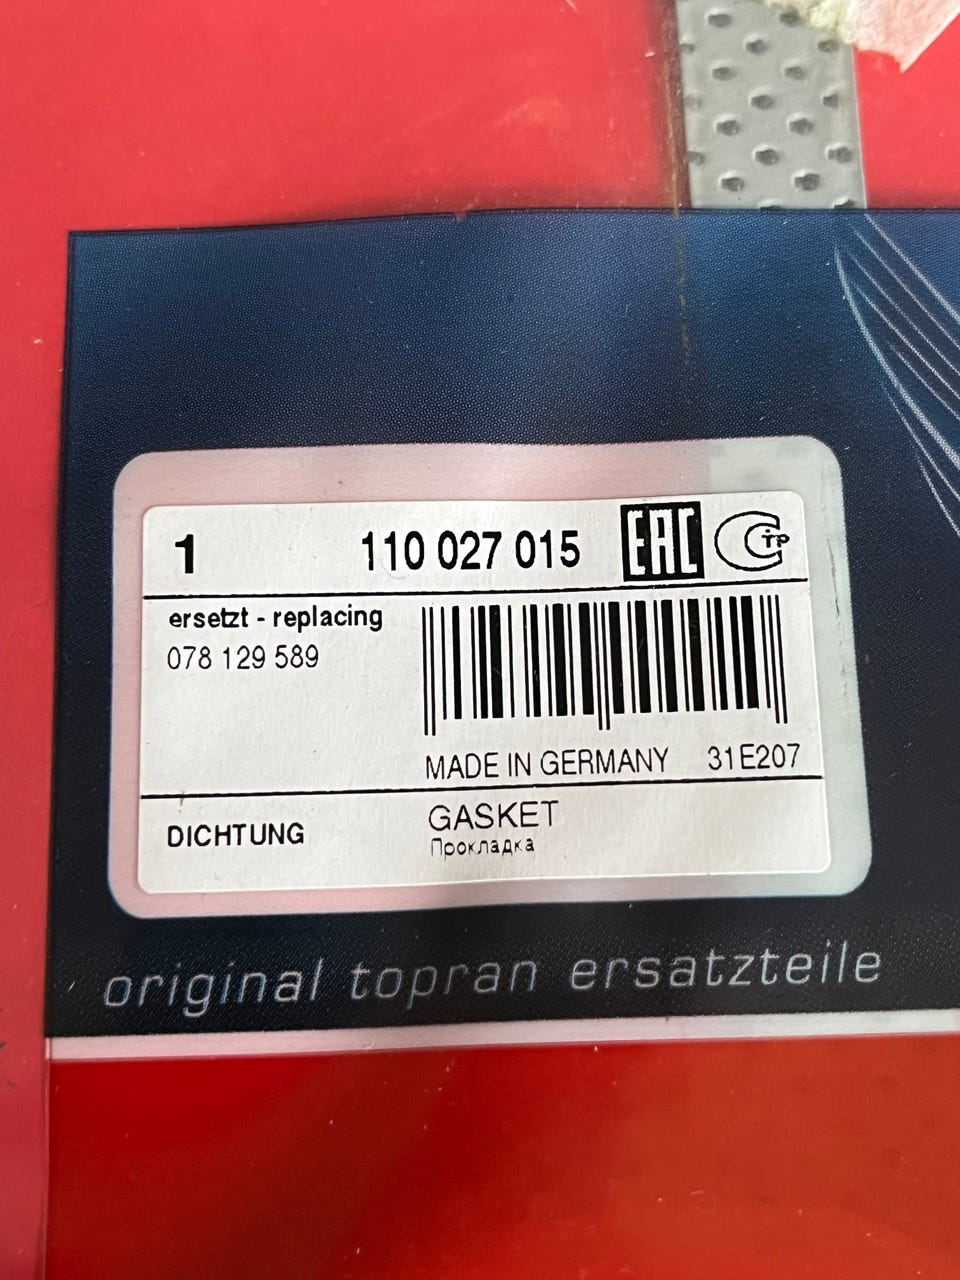 1 110 027 015 EAC
ersetzt - replacing
078 129 589
MADE IN GERMANY 31E207
DICHTUNG GASKET
Прокладка
original topran ersatzteile